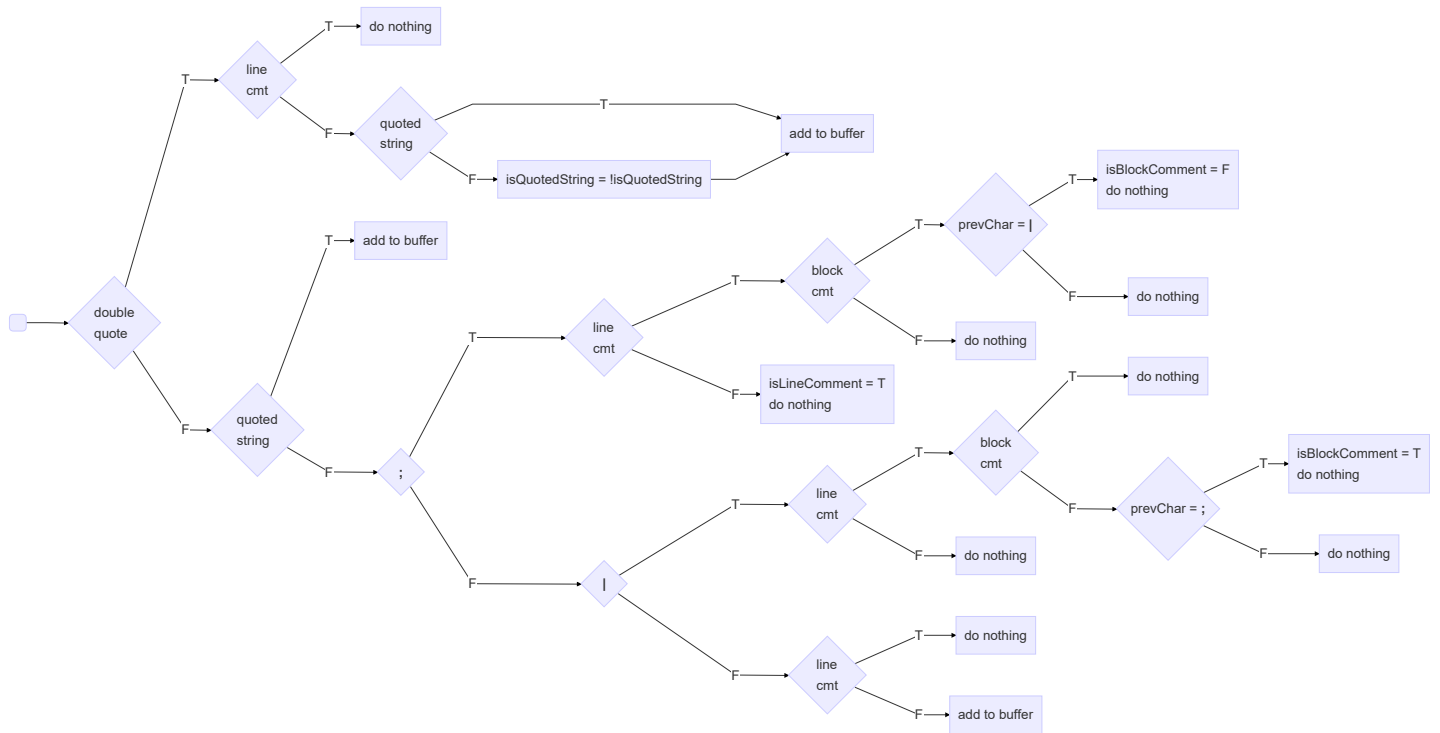 T
do nothing
line
cmt
T
F
quoted
string
T
add to buffer
F
isQuotedString = !isQuotedString
double
quote
T
add to buffer
F
quoted
string
F
;
T
line
cmt
T
block
cmt
T
prevChar = |
T
isBlockComment = F
do nothing
F
do nothing
F
do nothing
F
isLineComment = T
do nothing
F
|
T
line
cmt
T
block
cmt
T
do nothing
F
prevChar = ;
T
isBlockComment = T
do nothing
F
do nothing
F
do nothing
F
line
cmt
T
do nothing
F
add to buffer